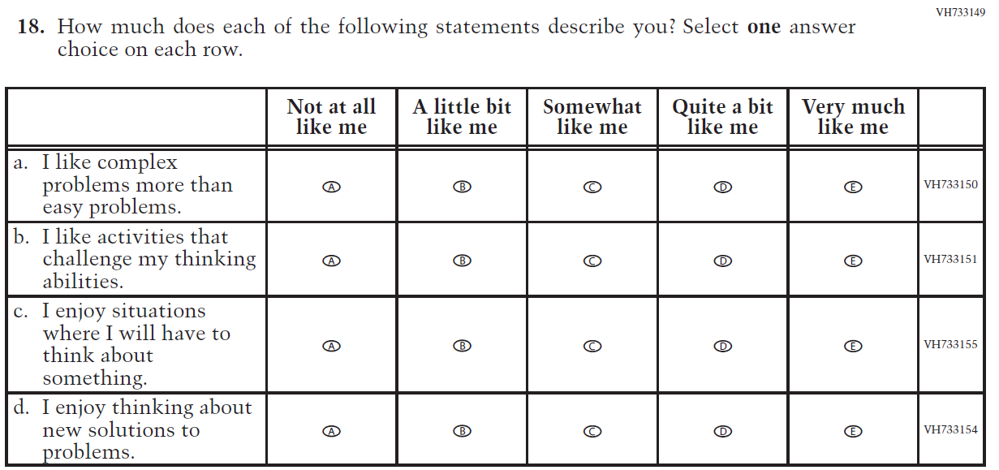 VH733149
18. How much does each of the following statements describe you? Select one answer
choice on each row.
Not at all
like me
A little bit
like me
Somewhat
like me
Quite a bit
like me
Very much
like me
a. I like complex
problems more than
easy problems.
A B C D E VH733150
b. I like activities that
challenge my thinking
abilities.
A B C D E VH733151
c. I enjoy situations
where I will have to
think about
something.
A B C D E VH733155
d. I enjoy thinking about
new solutions to
problems.
A B C D E VH733154